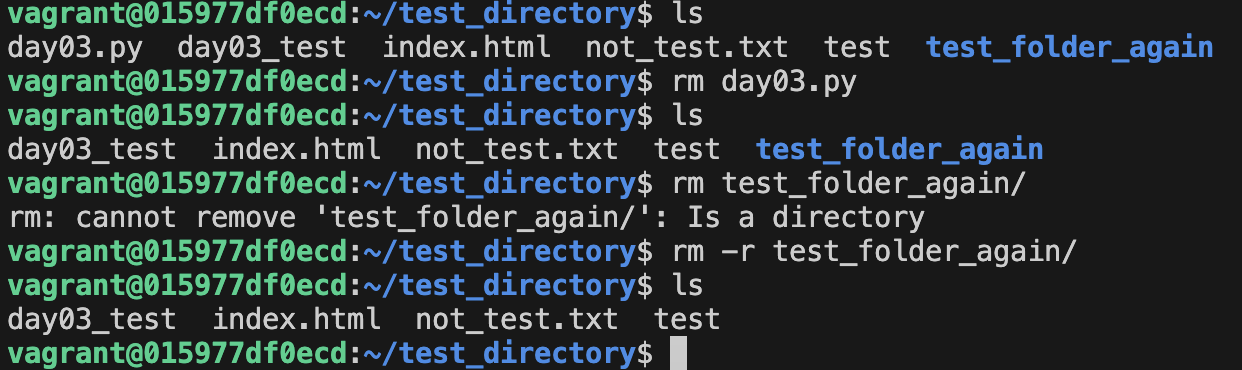 vagrant@015977df0ecd:~/test_directory$ ls
day03.py  day03_test  index.html  not_test.txt  test  test_folder_again
vagrant@015977df0ecd:~/test_directory$ rm day03.py
vagrant@015977df0ecd:~/test_directory$ ls
day03_test  index.html  not_test.txt  test  test_folder_again
vagrant@015977df0ecd:~/test_directory$ rm test_folder_again/
rm: cannot remove 'test_folder_again/': Is a directory
vagrant@015977df0ecd:~/test_directory$ rm -r test_folder_again/
vagrant@015977df0ecd:~/test_directory$ ls
day03_test  index.html  not_test.txt  test
vagrant@015977df0ecd:~/test_directory$